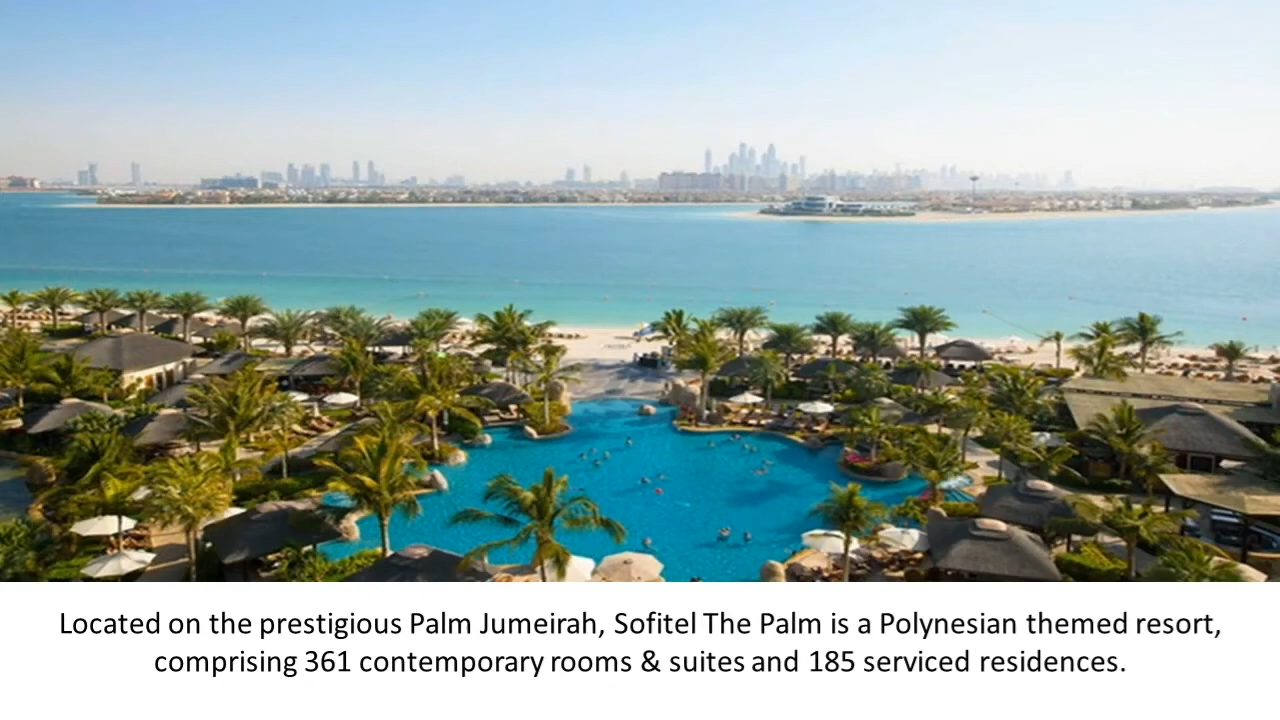 Located on the prestigious Palm Jumeirah, Sofitel The Palm is a Polynesian themed resort,
comprising 361 contemporary rooms & suites and 185 serviced residences.